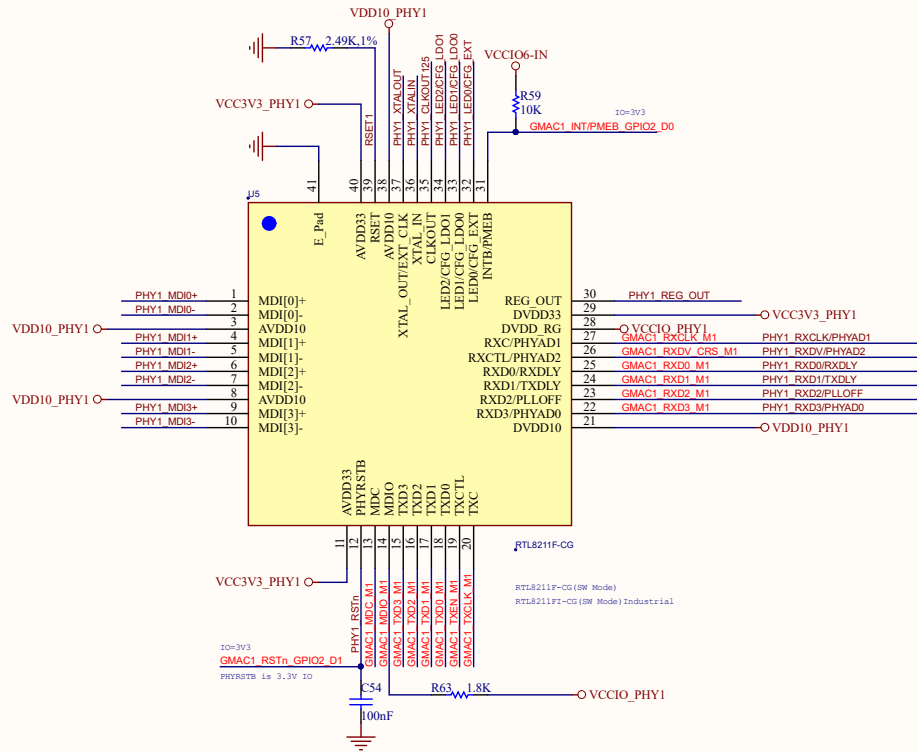 VDD10_PHY1
R57 2.49K,1%
VCCIO6-IN
R59
10K
IO=3V3
GMAC1_INT/PMEB_GPIO2_D0
VCC3V3_PHY1
RSET1
PHY1_XTALOUT
PHY1_XTALIN
PHY1_CLKOUT125
PHY1_LED2/CFG_LDO1
PHY1_LED1/CFG_LDO0
PHY1_LED0/CFG_EXT
41
40
39
38
37
36
35
34
33
32
31
U5
E_Pad
AVDD33
RSET
AVDD10
XTAL_OUT/EXT_CLK
XTAL_IN
CLKOUT
LED2/CFG_LDO1
LED1/CFG_LDO0
LED0/CFG_EXT
INTB/PMEB
PHY1_MDI0+ 1 MDI[0]+
PHY1_MDI0- 2 MDI[0]-
VDD10_PHY1 3 AVDD10
PHY1_MDI1+ 4 MDI[1]+
PHY1_MDI1- 5 MDI[1]-
PHY1_MDI2+ 6 MDI[2]+
PHY1_MDI2- 7 MDI[2]-
VDD10_PHY1 8 AVDD10
PHY1_MDI3+ 9 MDI[3]+
PHY1_MDI3- 10 MDI[3]-
REG_OUT 30 PHY1_REG_OUT
DVDD33 29 VCC3V3_PHY1
DVDD_RG 28 VCCIO_PHY1
RXC/PHYAD1 27 GMAC1_RXCLK_M1 PHY1_RXCLK/PHYAD1
RXCTL/PHYAD2 26 GMAC1_RXDV_CRS_M1 PHY1_RXDV/PHYAD2
RXD0/RXDLY 25 GMAC1_RXD0_M1 PHY1_RXD0/RXDLY
RXD1/TXDLY 24 GMAC1_RXD1_M1 PHY1_RXD1/TXDLY
RXD2/PLLOFF 23 GMAC1_RXD2_M1 PHY1_RXD2/PLLOFF
RXD3/PHYAD0 22 GMAC1_RXD3_M1 PHY1_RXD3/PHYAD0
DVDD10 21 VDD10_PHY1
AVDD33
PHYRSTB
MDC
MDIO
TXD3
TXD2
TXD1
TXD0
TXCTL
TXC
11
12
13
14
15
16
17
18
19
20
RTL8211F-CG
VCC3V3_PHY1
PHY1_RSTn
GMAC1_MDC_M1
GMAC1_MDIO_M1
GMAC1_TXD3_M1
GMAC1_TXD2_M1
GMAC1_TXD1_M1
GMAC1_TXD0_M1
GMAC1_TXEN_M1
GMAC1_TXCLK_M1
RTL8211F-CG(SW Mode)
RTL8211FI-CG(SW Mode)Industrial
IO=3V3
GMAC1_RSTn_GPIO2_D1
PHYRSTB is 3.3V IO
C54
100nF
R63 1.8K
VCCIO_PHY1